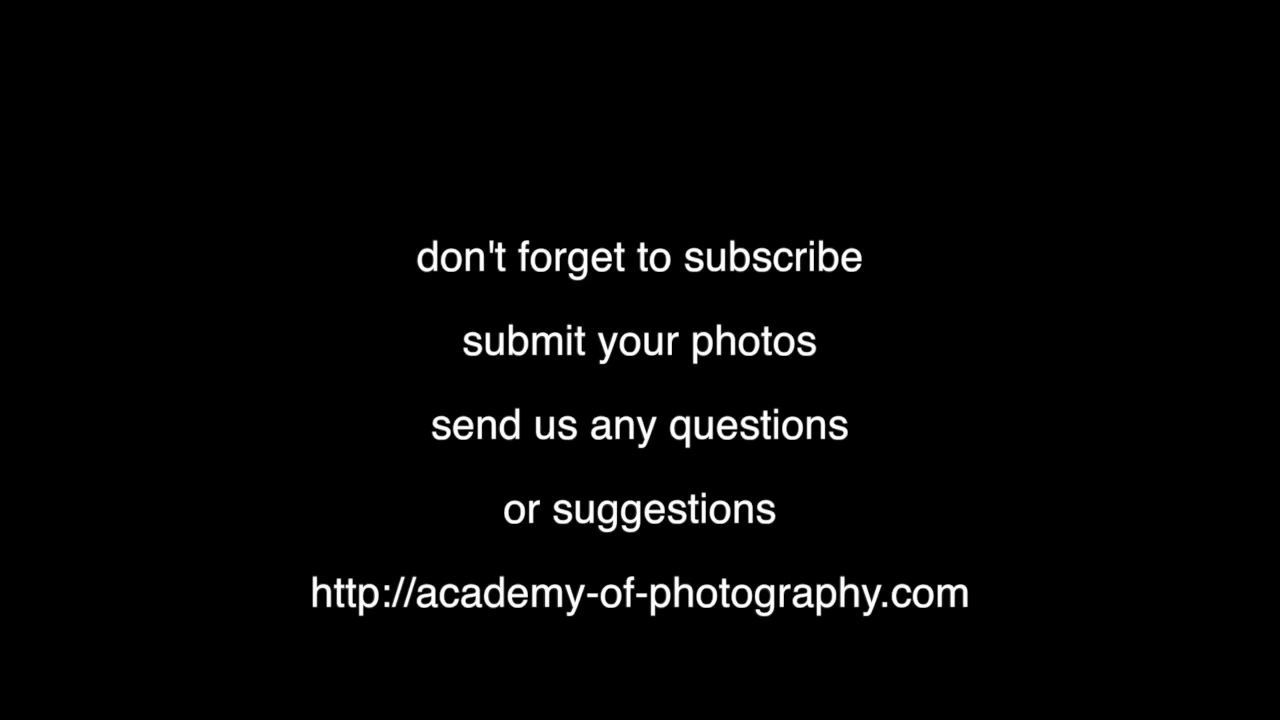 don't forget to subscribe
submit your photos
send us any questions
or suggestions
http://academy-of-photography.com